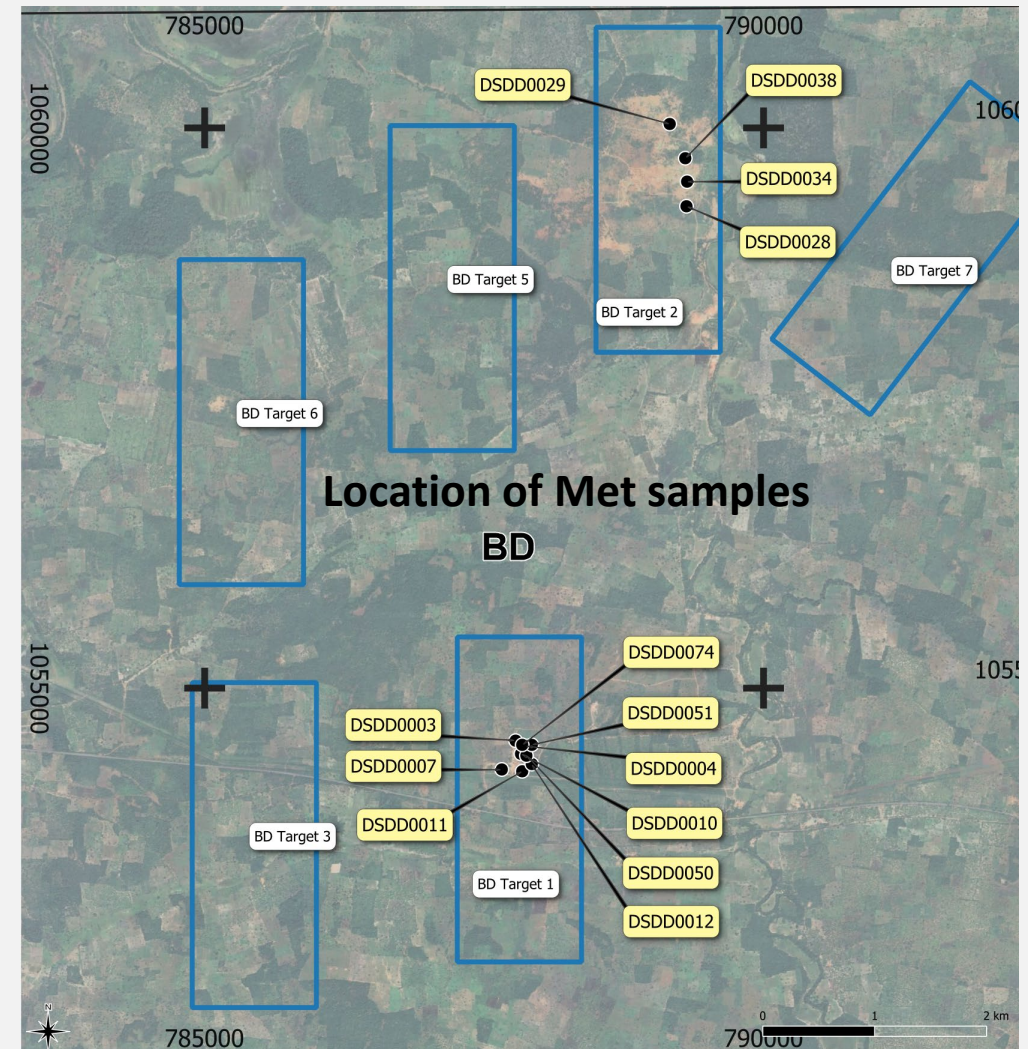 785000
790000
DSDD0029
DSDD0038
1060000
DSDD0034
DSDD0028
BD Target 5
BD Target 7
BD Target 2
BD Target 6
Location of Met samples
BD
DSDD0074
1055000
DSDD0051
DSDD0003
DSDD0007
DSDD0004
DSDD0011
DSDD0010
BD Target 3
DSDD0050
BD Target 1
DSDD0012
N
0 1 2 km
785000
790000